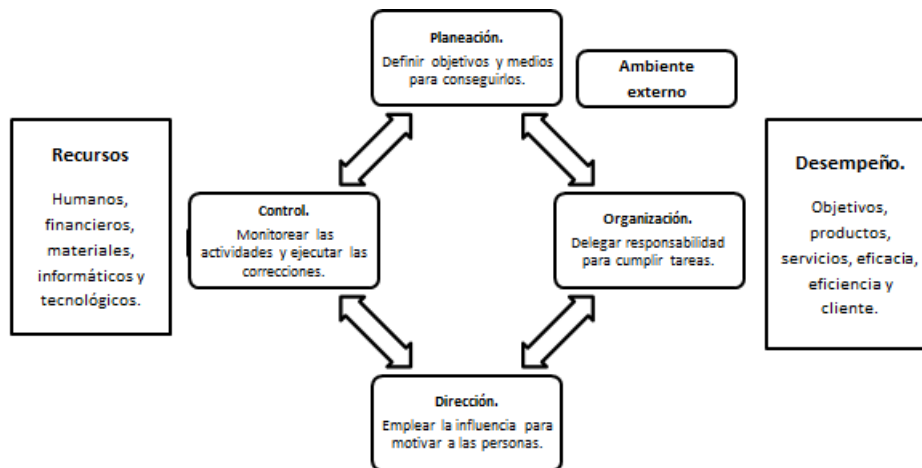 Planeación.
Definir objetivos y medios
para conseguirlos.
Ambiente
externo
Recursos
Humanos,
financieros,
materiales,
informáticos y
tecnológicos.
Control.
Monitorear las
actividades y ejecutar las
correcciones.
Organización.
Delegar responsabilidad
para cumplir tareas.
Desempeño.
Objetivos,
productos,
servicios, eficacia,
eficiencia y
cliente.
Dirección.
Emplear la influencia para
motivar a las personas.